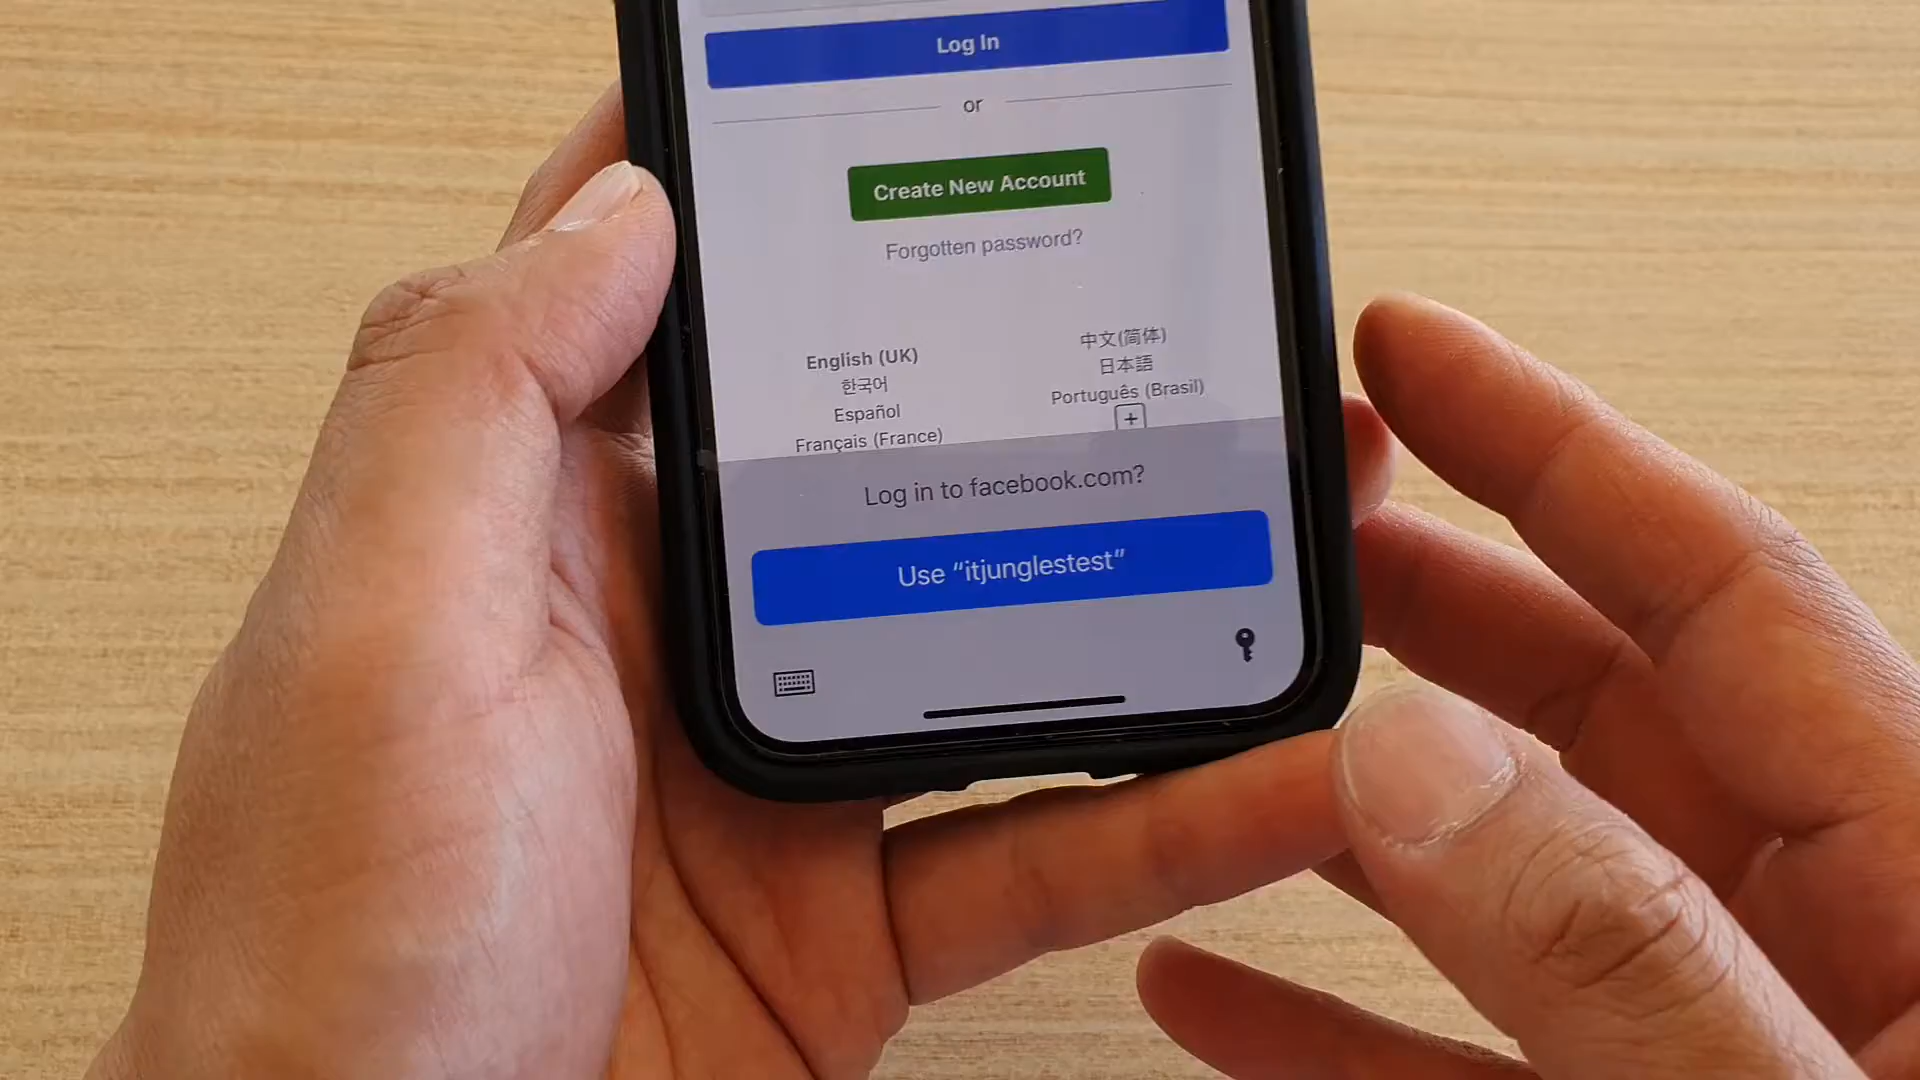 Log In
or
Create New Account
Forgotten password?
English (UK)
한국어
Español
Français (France)
中文(简体)
日本語
Português (Brasil)
Log in to facebook.com?
Use “itjunglestest”